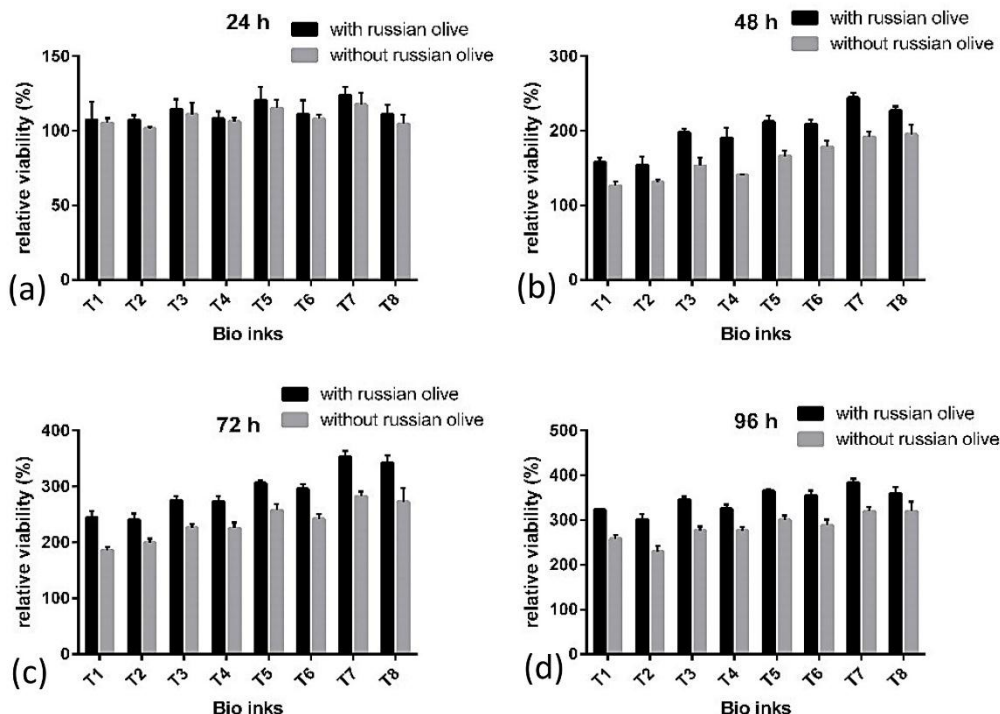 24 h
with russian olive
without russian olive
relative viability (%)
150
100
50
0
T1 T2 T3 T4 T5 T6 T7 T8
Bio inks
(a)
48 h
with russian olive
without russian olive
relative viability (%)
300
200
100
0
T1 T2 T3 T4 T5 T6 T7 T8
Bio inks
(b)
72 h
with russian olive
without russian olive
relative viability (%)
400
300
200
100
0
T1 T2 T3 T4 T5 T6 T7 T8
Bio inks
(c)
96 h
with russian olive
without russian olive
relative viability (%)
500
400
300
200
100
0
T1 T2 T3 T4 T5 T6 T7 T8
Bio inks
(d)